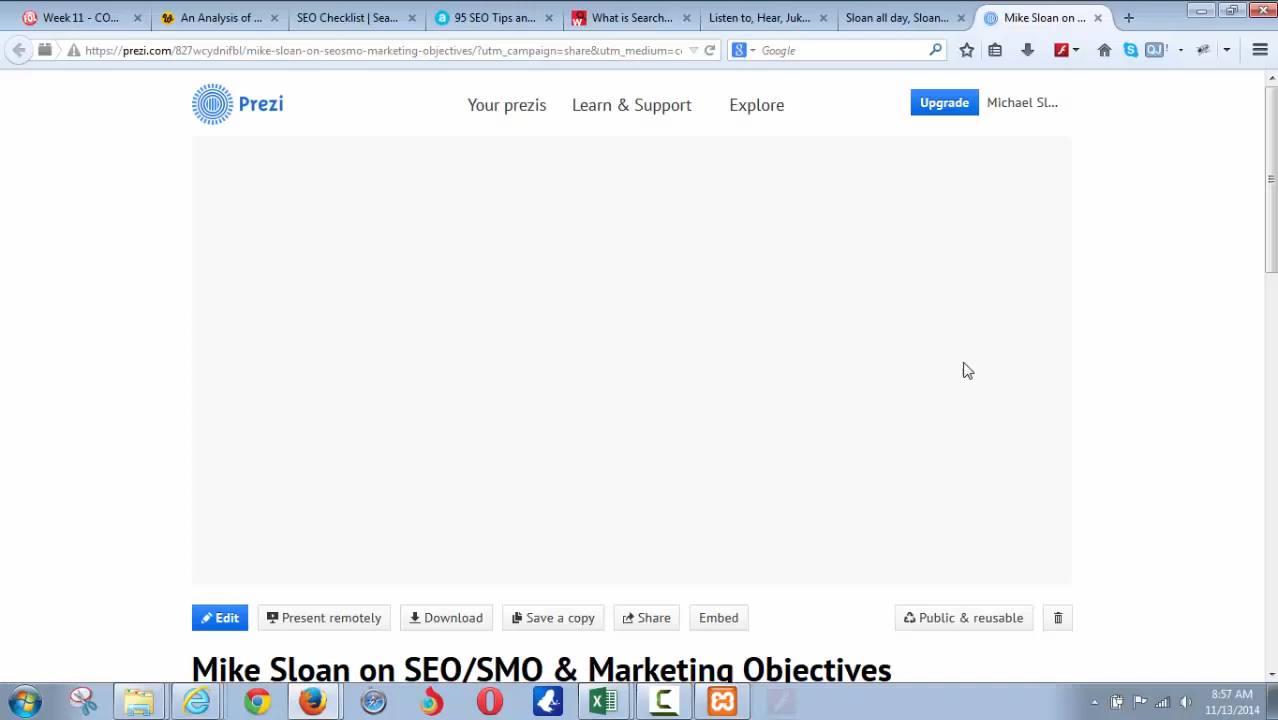 Week 11 - CO...
An Analysis of ...
SEO Checklist | Sea...
95 SEO Tips an...
What is Search...
Listen to, Hear, Juk...
Sloan all day, Sloan...
Mike Sloan on ...
https://prezi.com/827wcydnifbl/mike-sloan-on-seosmo-marketing-objectives/?utm_campaign=share&utm_medium=c
Google
Prezi
Your prezis
Learn & Support
Explore
Upgrade
Michael Sl...
Edit
Present remotely
Download
Save a copy
Share
Embed
Public & reusable
Mike Sloan on SEO/SMO & Marketing Objectives
8:57 AM
11/13/2014